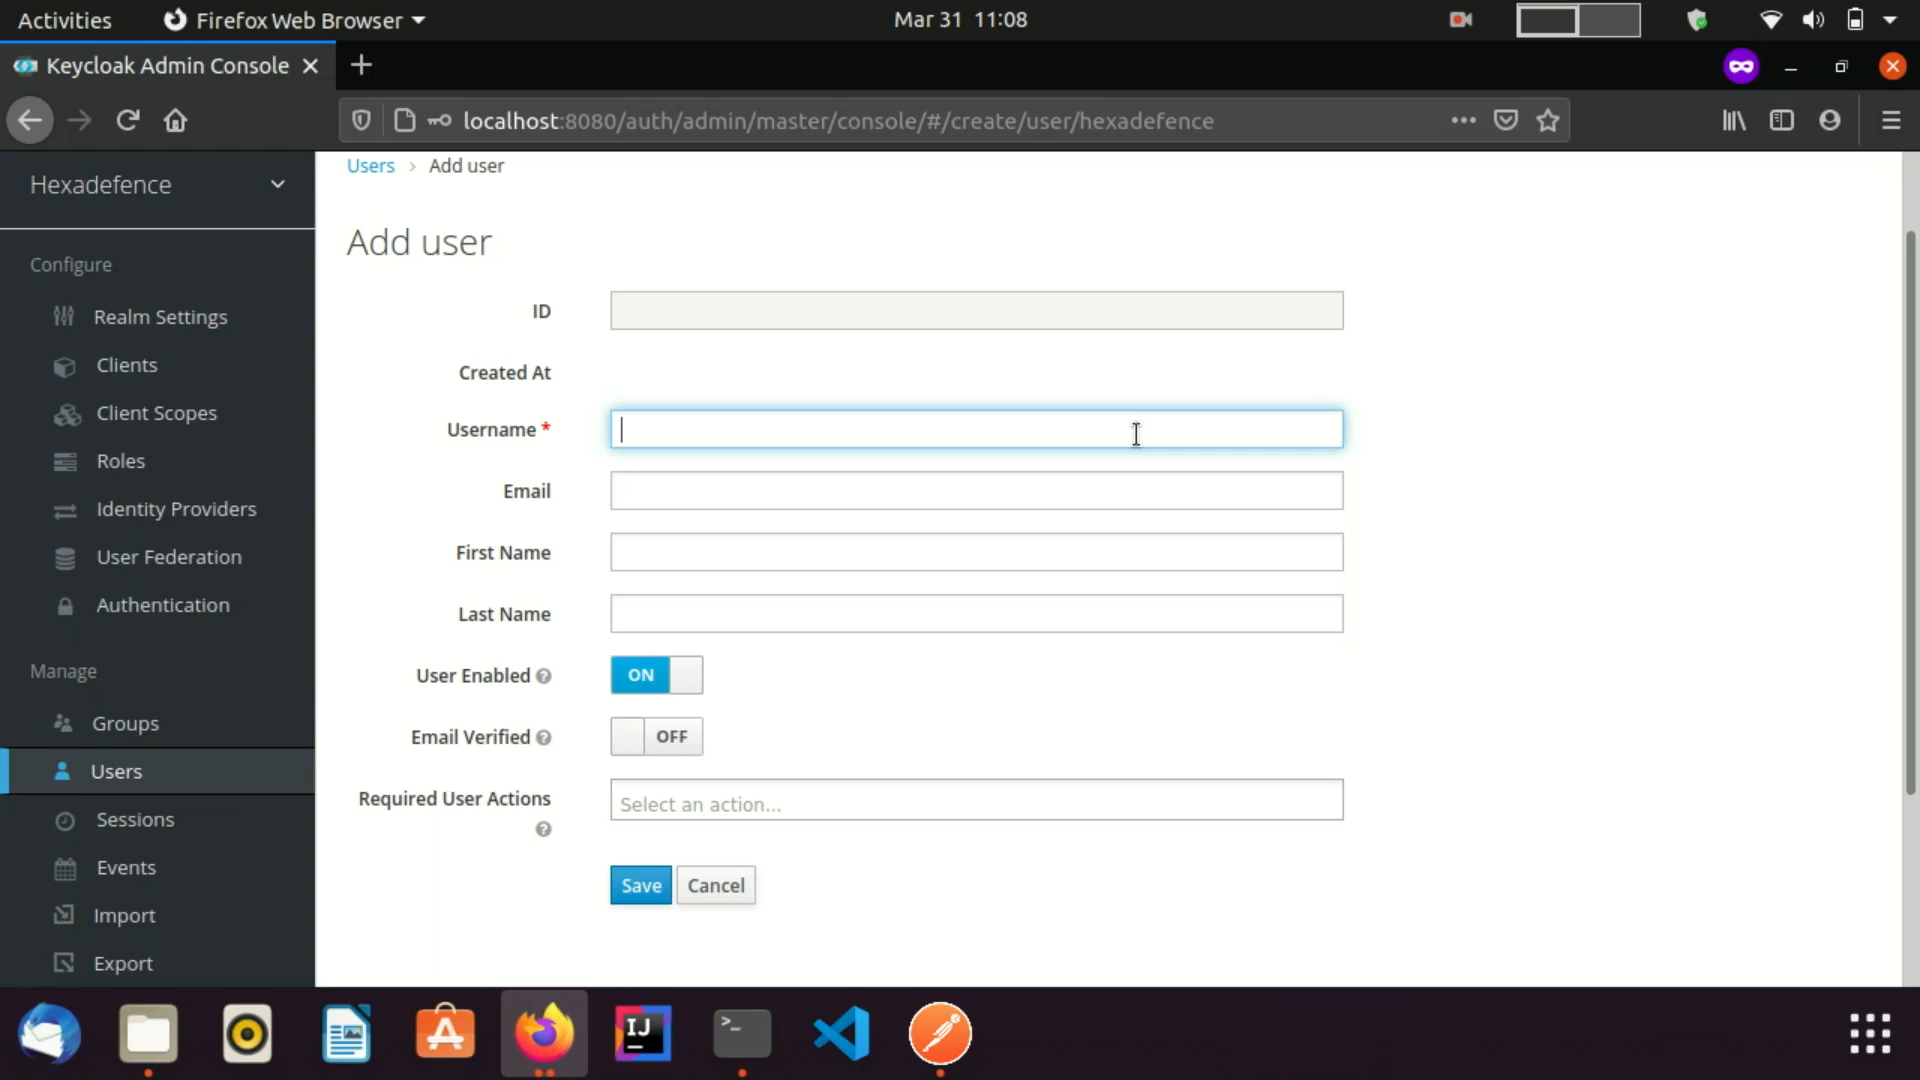 Activities
Firefox Web Browser
Mar 31 11:08
Keycloak Admin Console
localhost:8080/auth/admin/master/console/#/create/user/hexadefence
Hexadefence
Configure
Realm Settings
Clients
Client Scopes
Roles
Identity Providers
User Federation
Authentication
Manage
Groups
Users
Sessions
Events
Import
Export
Users > Add user
Add user
ID
Created At
Username *
Email
First Name
Last Name
User Enabled ?
ON
Email Verified ?
OFF
Required User Actions
?
Select an action...
Save
Cancel
IJ
>_